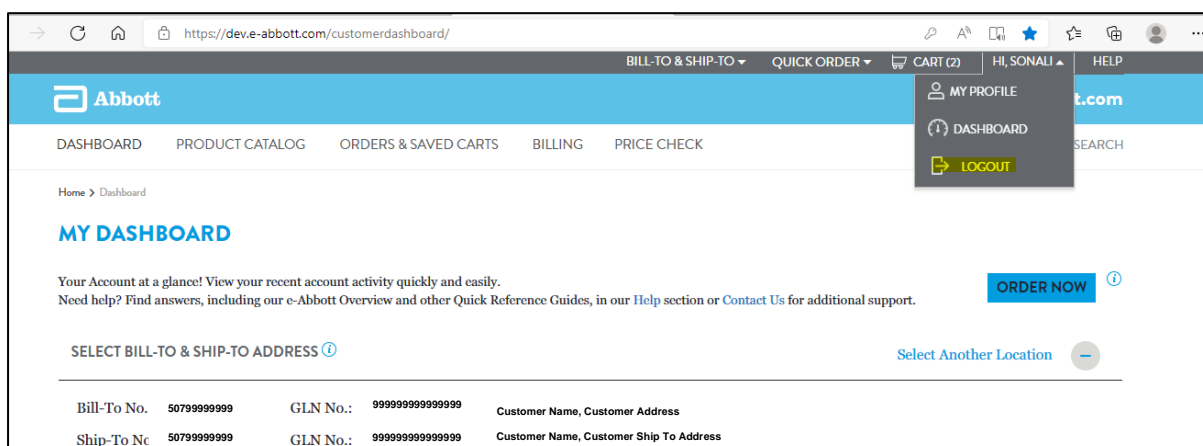 https://dev.e-abbott.com/customerdashboard/
BILL-TO & SHIP-TO QUICK ORDER CART (2) HI, SONALI HELP
MY PROFILE
Abbott t.com
DASHBOARD
DASHBOARD PRODUCT CATALOG ORDERS & SAVED CARTS BILLING PRICE CHECK SEARCH
LOGOUT
Home > Dashboard
MY DASHBOARD
Your Account at a glance! View your recent account activity quickly and easily.
Need help? Find answers, including our e-Abbott Overview and other Quick Reference Guides, in our Help section or Contact Us for additional support.
ORDER NOW
SELECT BILL-TO & SHIP-TO ADDRESS Select Another Location
Bill-To No. 50799999999 GLN No.: 999999999999999 Customer Name, Customer Address
Ship-To No 50799999999 GLN No.: 999999999999999 Customer Name, Customer Ship To Address